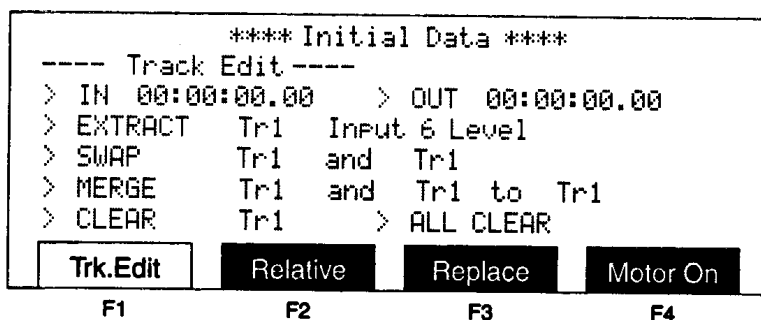 **** Initial Data ****
---- Track Edit ----
> IN 00:00:00.00 > OUT 00:00:00.00
> EXTRACT Tr1 Input 6 Level
> SWAP Tr1 and Tr1
> MERGE Tr1 and Tr1 to Tr1
> CLEAR Tr1 > ALL CLEAR
Trk.Edit Relative Replace Motor On
F1 F2 F3 F4